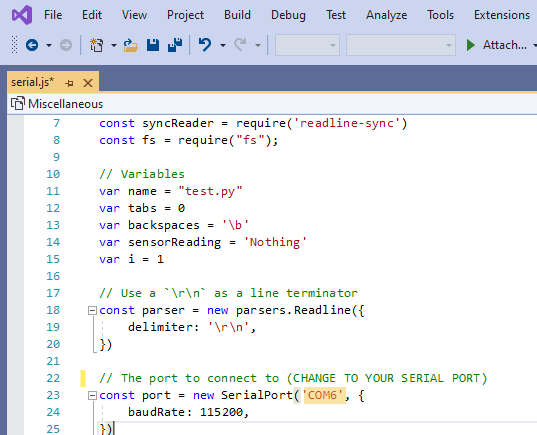 File Edit View Project Build Debug Test Analyze Tools Extensions
Attach...
serial.js*
Miscellaneous
7 const syncReader = require('readline-sync')
8 const fs = require("fs");
9
10 // Variables
11 var name = "test.py"
12 var tabs = 0
13 var backspaces = '\b'
14 var sensorReading = 'Nothing'
15 var i = 1
16
17 // Use a `\r\n` as a line terminator
18 const parser = new parsers.Readline({
19 delimiter: '\r\n',
20 })
21
22 // The port to connect to (CHANGE TO YOUR SERIAL PORT)
23 const port = new SerialPort('COM6', {
24 baudRate: 115200,
25 })